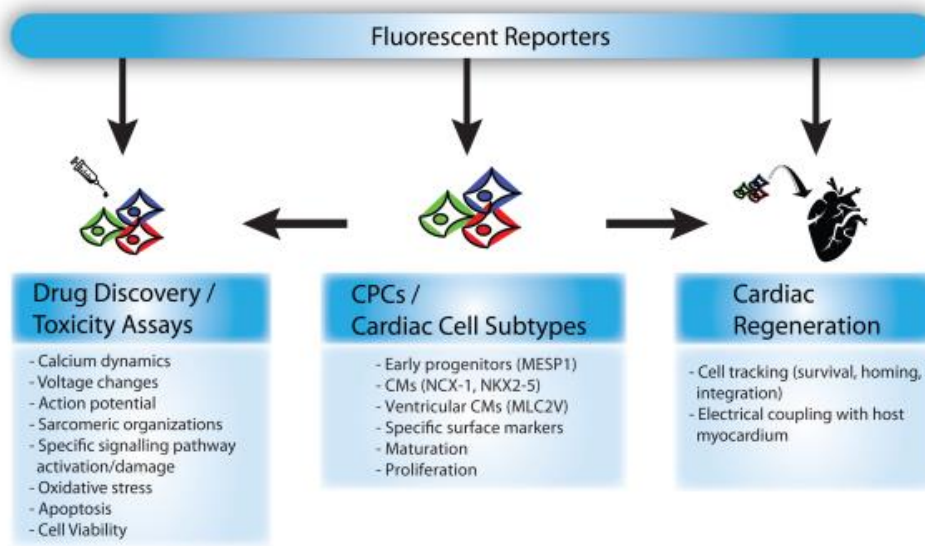 Fluorescent Reporters
Drug Discovery /
Toxicity Assays
- Calcium dynamics
- Voltage changes
- Action potential
- Sarcomeric organizations
- Specific signalling pathway
activation/damage
- Oxidative stress
- Apoptosis
- Cell Viability
CPCs /
Cardiac Cell Subtypes
- Early progenitors (MESP1)
- CMs (NCX-1, NKX2-5)
- Ventricular CMs (MLC2V)
- Specific surface markers
- Maturation
- Proliferation
Cardiac
Regeneration
- Cell tracking (survival, homing,
integration)
- Electrical coupling with host
myocardium